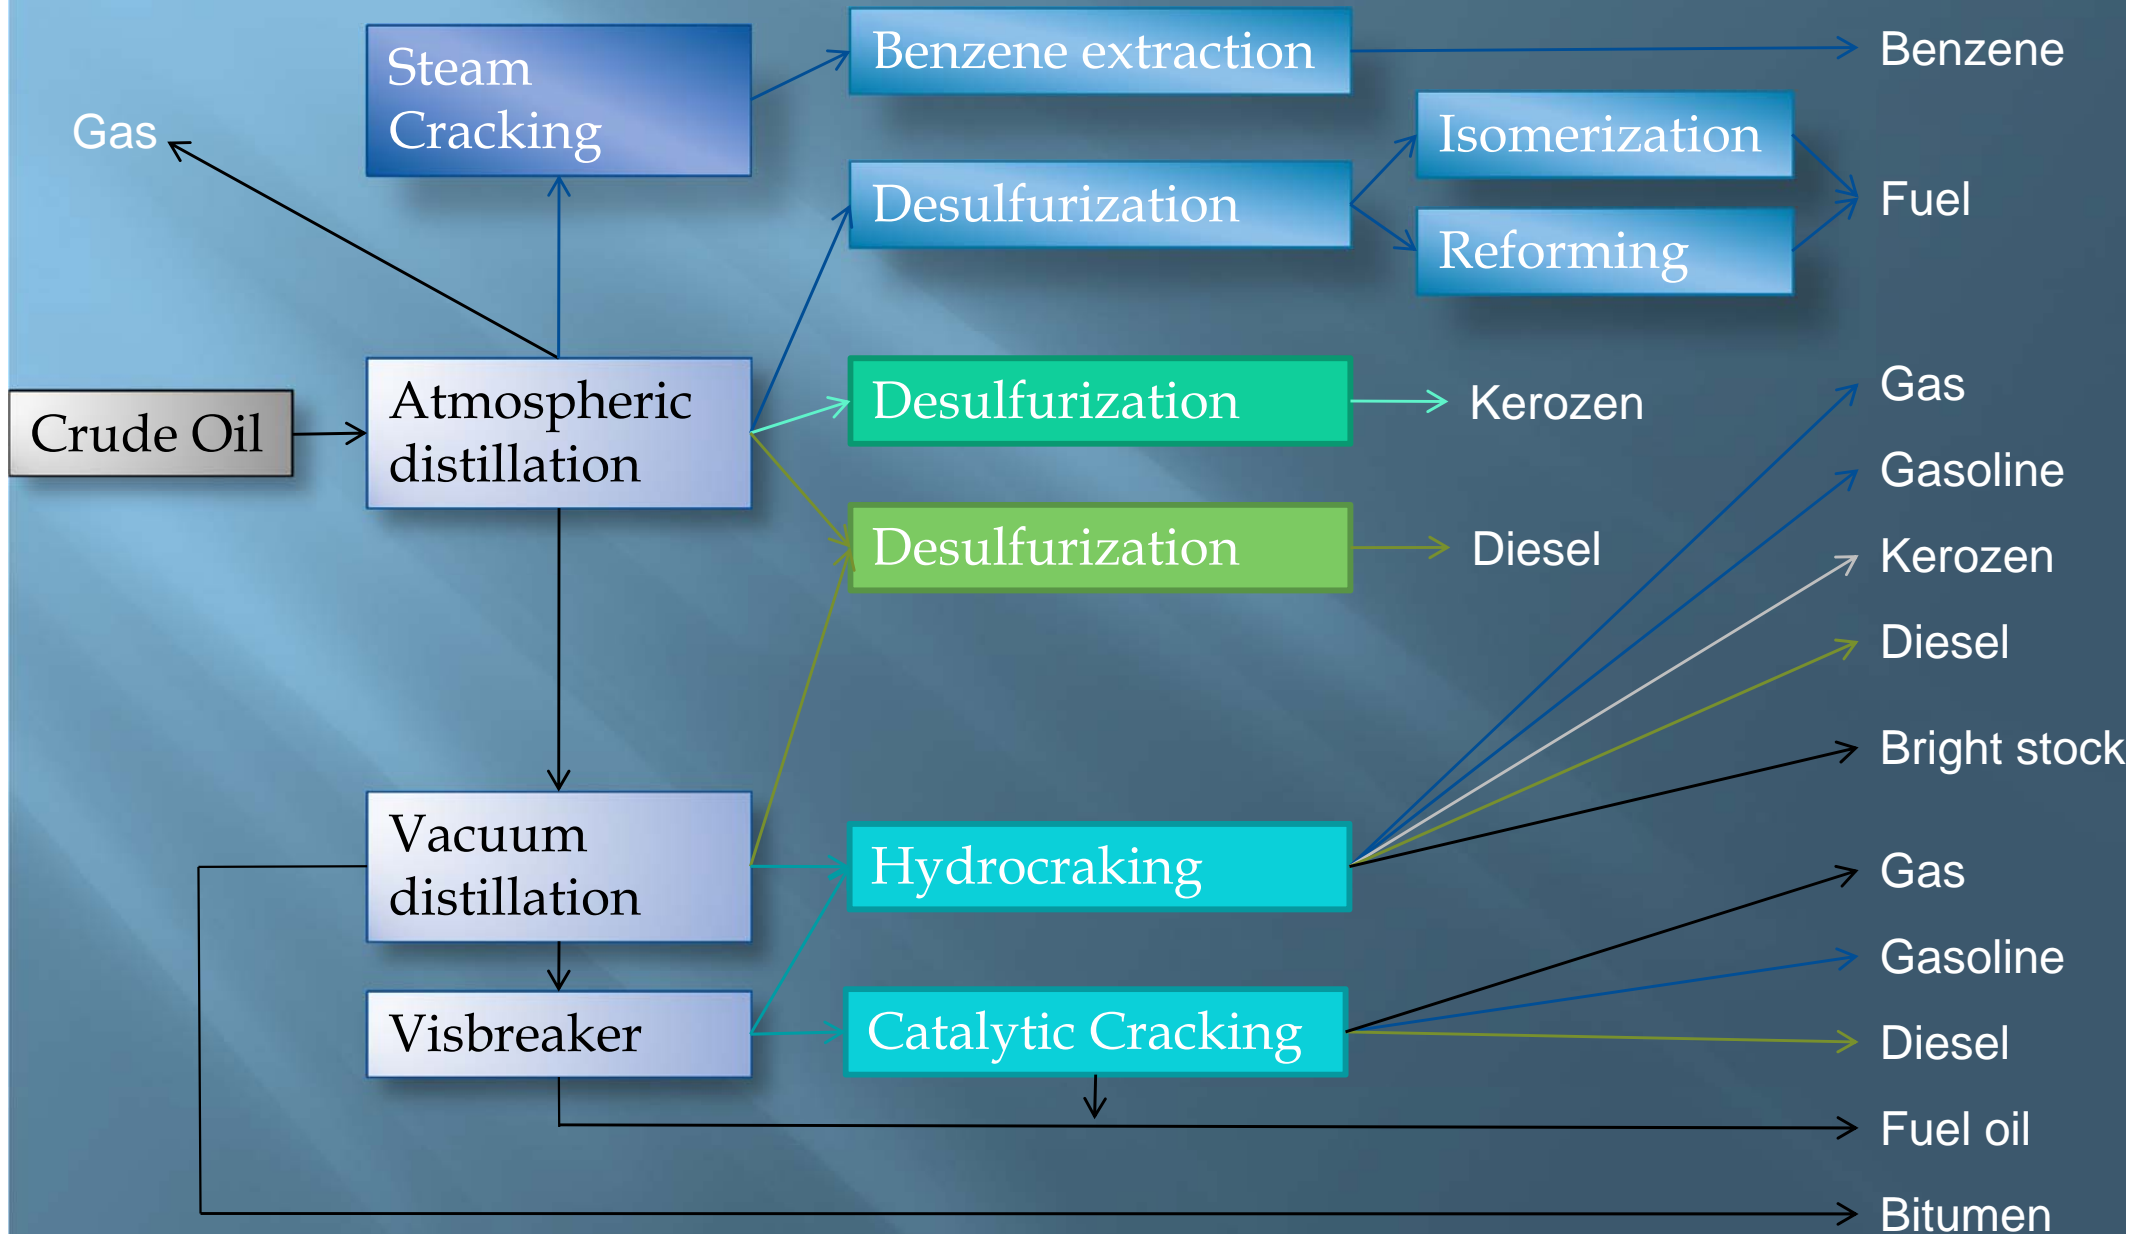 Steam
Cracking
Benzene extraction
Benzene
Gas
Isomerization
Desulfurization
Fuel
Reforming
Crude Oil
Atmospheric
distillation
Desulfurization
Kerozen
Gas
Gasoline
Desulfurization
Diesel
Kerozen
Diesel
Bright stock
Vacuum
distillation
Hydrocraking
Gas
Gasoline
Visbreaker
Catalytic Cracking
Diesel
Fuel oil
Bitumen